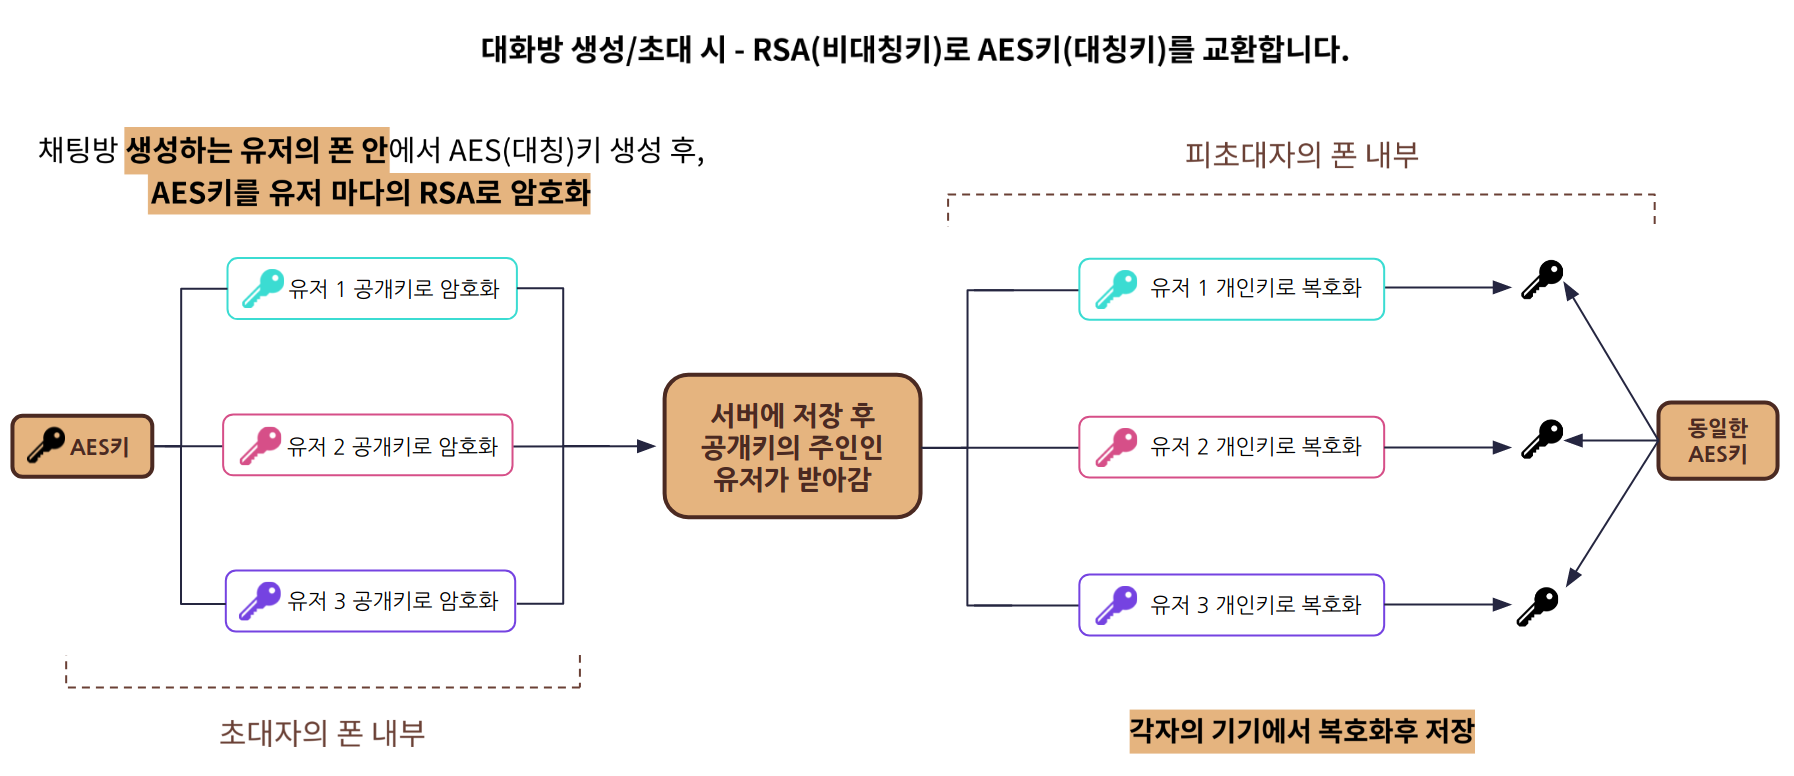 대화방 생성/초대 시 - RSA(비대칭키)로 AES키(대칭키)를 교환합니다.
채팅방 생성하는 유저의 폰 안에서 AES(대칭)키 생성 후,
AES키를 유저 마다의 RSA로 암호화
피초대자의 폰 내부
유저 1 공개키로 암호화
유저 1 개인키로 복호화
AES키
유저 2 공개키로 암호화
서버에 저장 후
공개키의 주인인
유저가 받아감
유저 2 개인키로 복호화
동일한
AES키
유저 3 공개키로 암호화
유저 3 개인키로 복호화
초대자의 폰 내부
각자의 기기에서 복호화후 저장